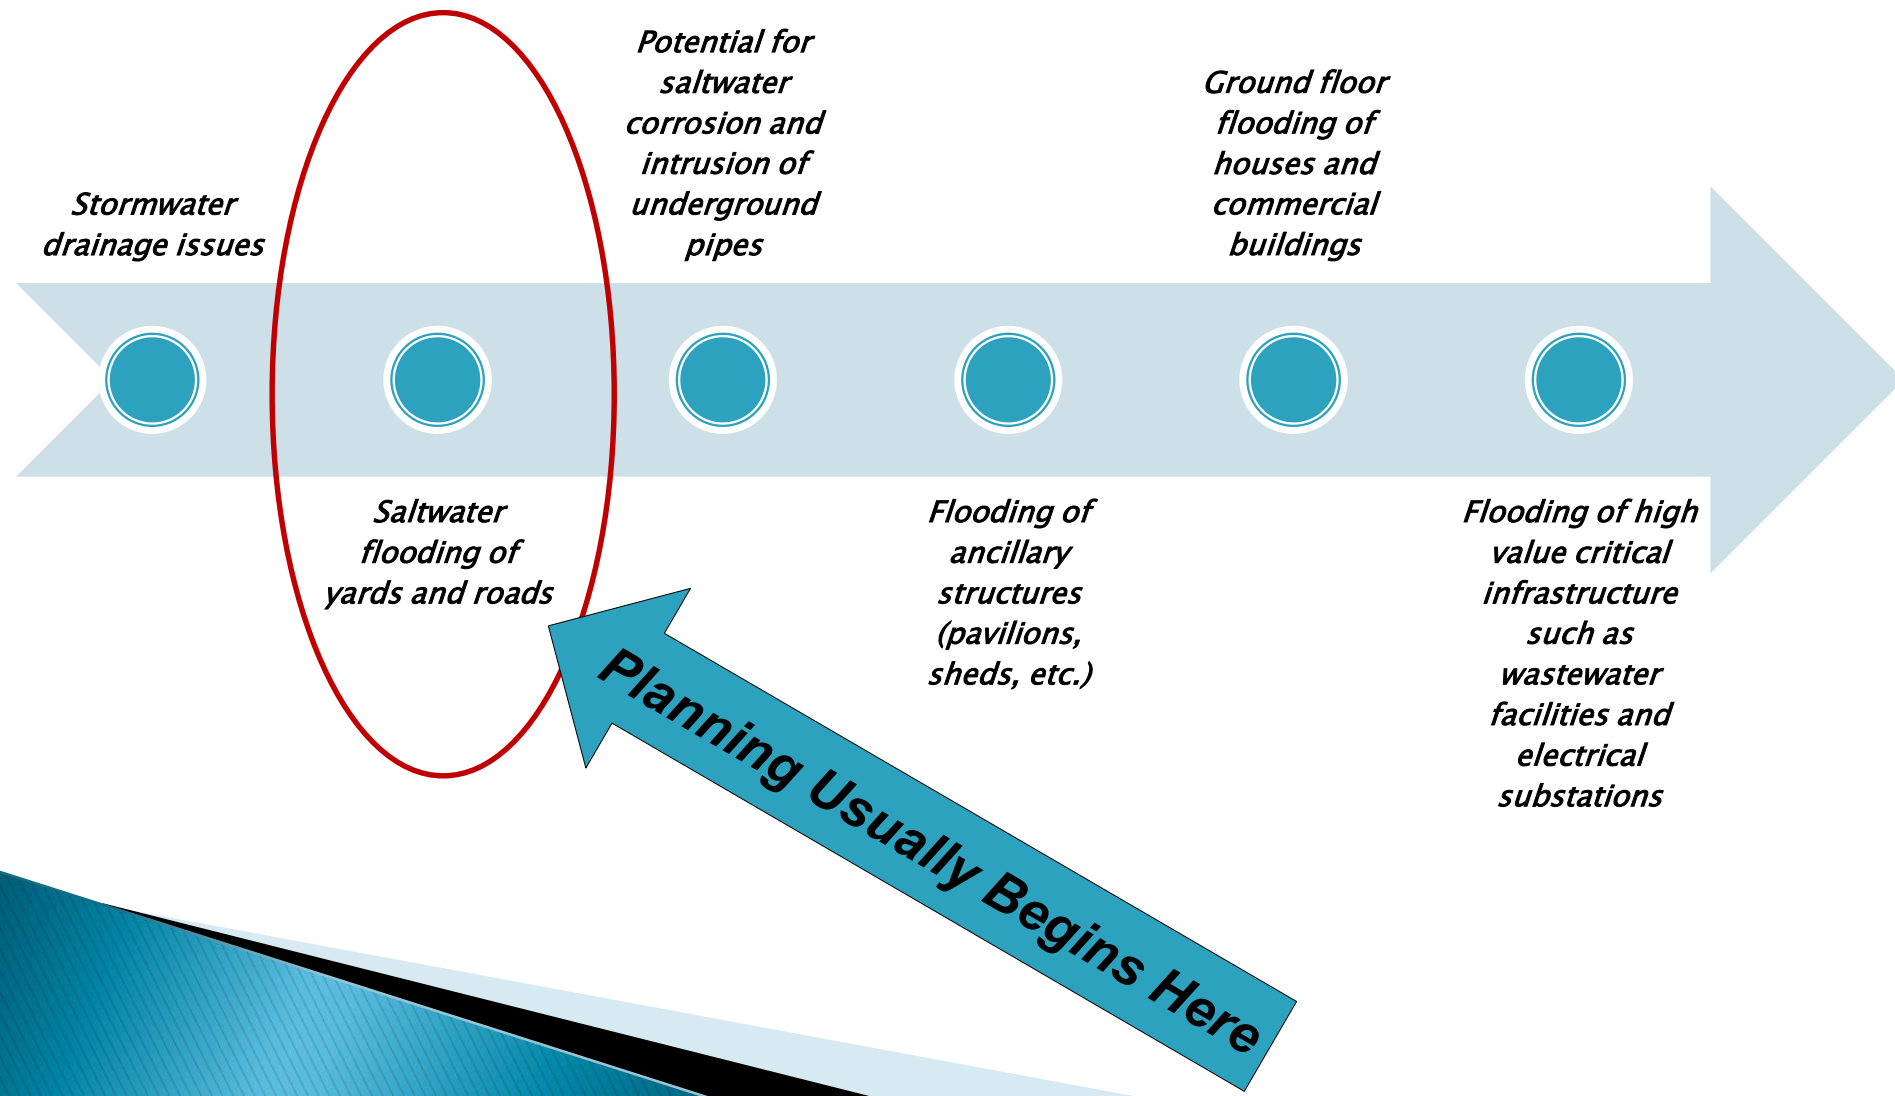 Stormwater
drainage issues
Saltwater
flooding of
yards and roads
Potential for
saltwater
corrosion and
intrusion of
underground
pipes
Flooding of
ancillary
structures
(pavilions,
sheds, etc.)
Ground floor
flooding of
houses and
commercial
buildings
Flooding of high
value critical
infrastructure
such as
wastewater
facilities and
electrical
substations
Planning Usually Begins Here